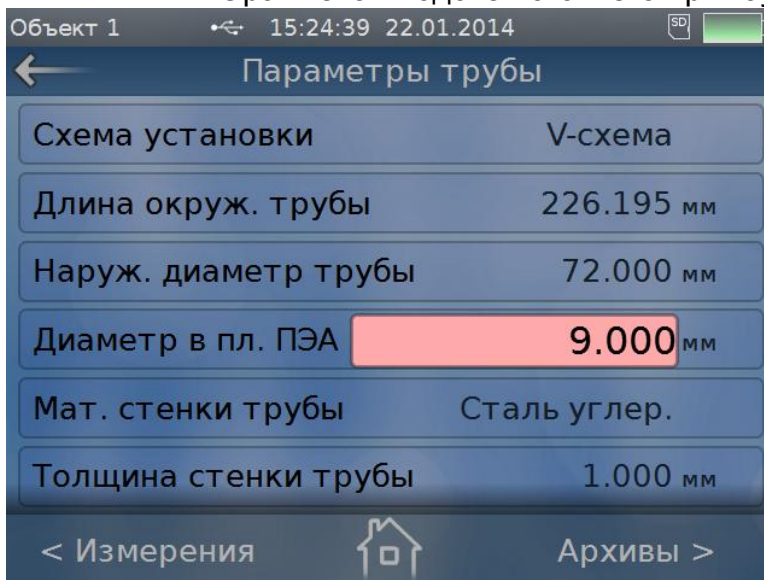 Объект 1 15:24:39 22.01.2014 SD
Параметры трубы
Схема установки V-схема
Длина окруж. трубы 226.195 мм
Наруж. диаметр трубы 72.000 мм
Диаметр в пл. ПЭА 9.000 мм
Мат. стенки трубы Сталь углер.
Толщина стенки трубы 1.000 мм
< Измерения Архивы >